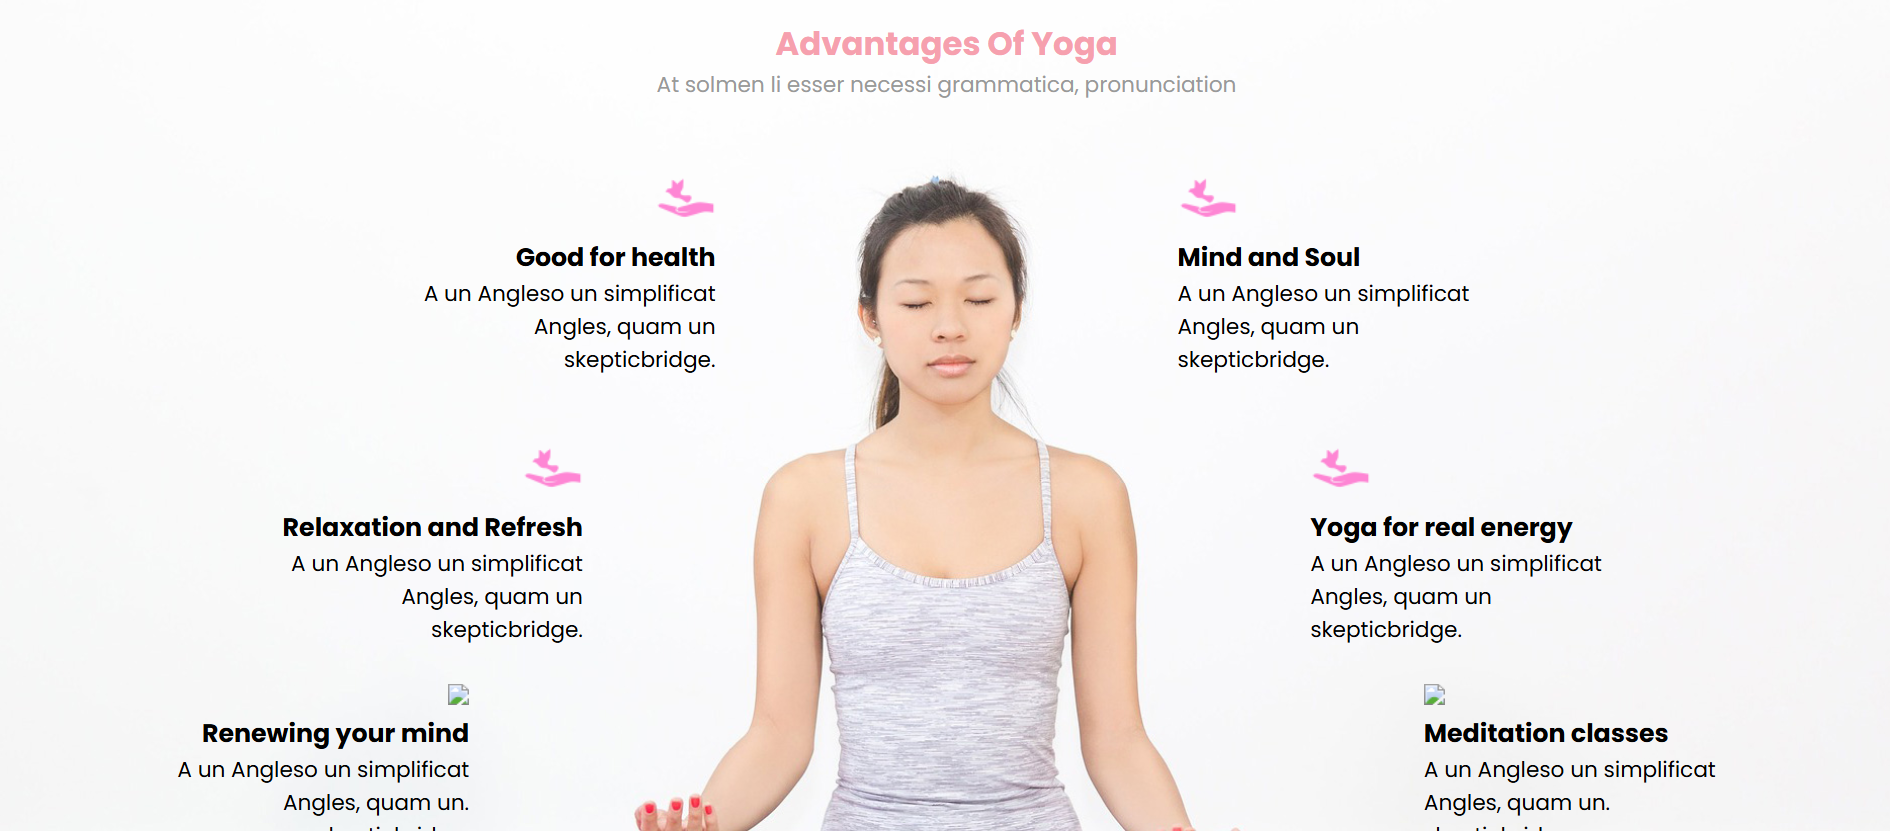 Advantages Of Yoga
At solmen li esser necessi grammatica, pronunciation
Good for health
A un Angleso un simplificat
Angles, quam un
skepticbridge.
Mind and Soul
A un Angleso un simplificat
Angles, quam un
skepticbridge.
Relaxation and Refresh
A un Angleso un simplificat
Angles, quam un
skepticbridge.
Yoga for real energy
A un Angleso un simplificat
Angles, quam un
skepticbridge.
Renewing your mind
A un Angleso un simplificat
Angles, quam un.
Meditation classes
A un Angleso un simplificat
Angles, quam un.